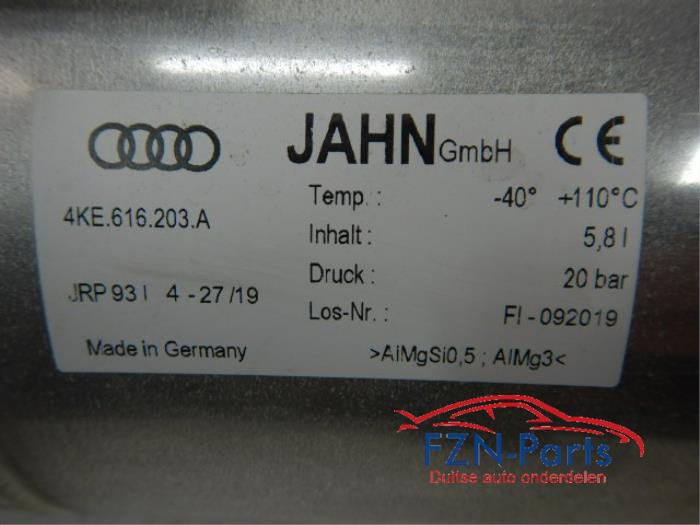 JAHN GmbH CE
4KE.616.203.A
Temp. : -40° +110°C
Inhalt : 5,8 l
Druck : 20 bar
JRP 93 I 4 - 27/19
Los-Nr. : FI - 092019
Made in Germany
>AlMgSi0,5 ; AlMg3<
FZN-Parts
Duitse auto onderdelen